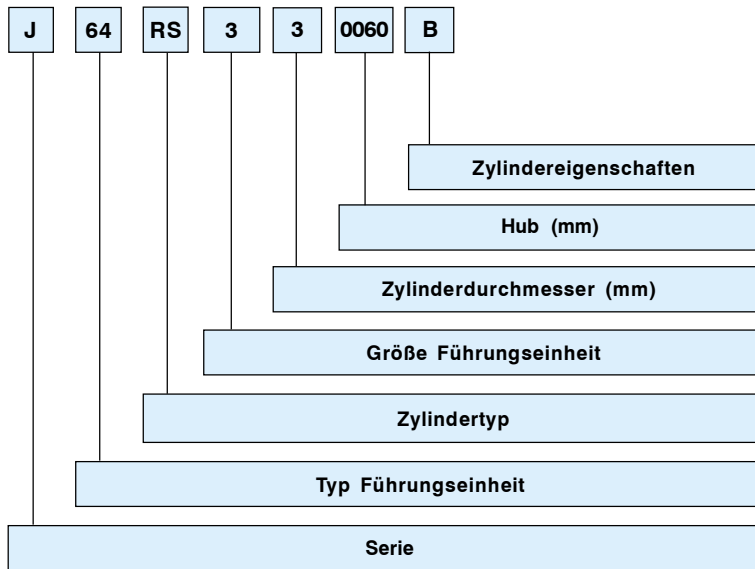 J 64 RS 3 3 0060 B
Zylindereigenschaften
Hub (mm)
Zylinderdurchmesser (mm)
Größe Führungseinheit
Zylindertyp
Typ Führungseinheit
Serie